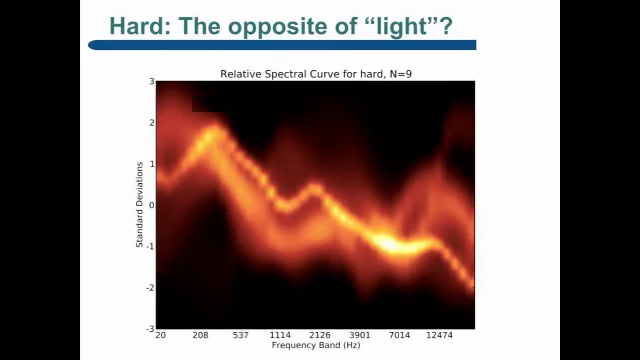 Hard: The opposite of “light”?
Relative Spectral Curve for hard, N=9
3
2
1
0
-1
-2
-3
Standard Deviations
20 208 537 1114 2126 3901 7014 12474
Frequency Band (Hz)